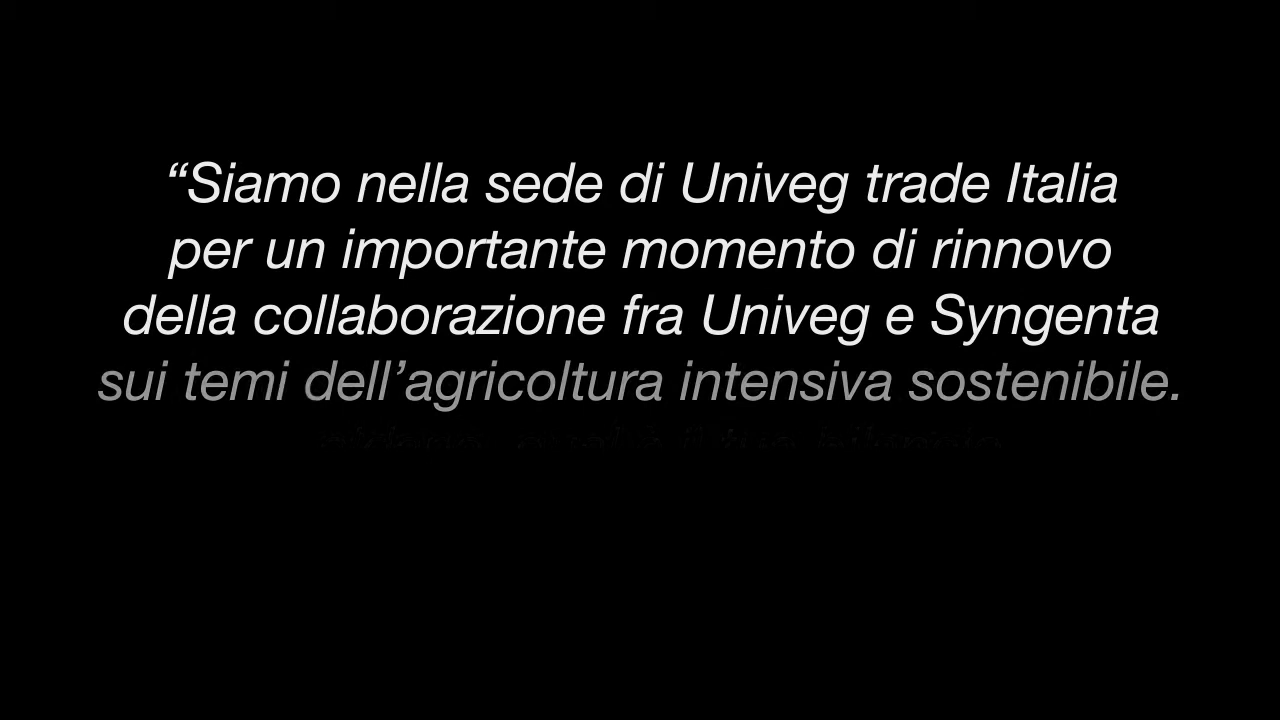 “Siamo nella sede di Univeg trade Italia
per un importante momento di rinnovo
della collaborazione fra Univeg e Syngenta
sui temi dell’agricoltura intensiva sostenibile.